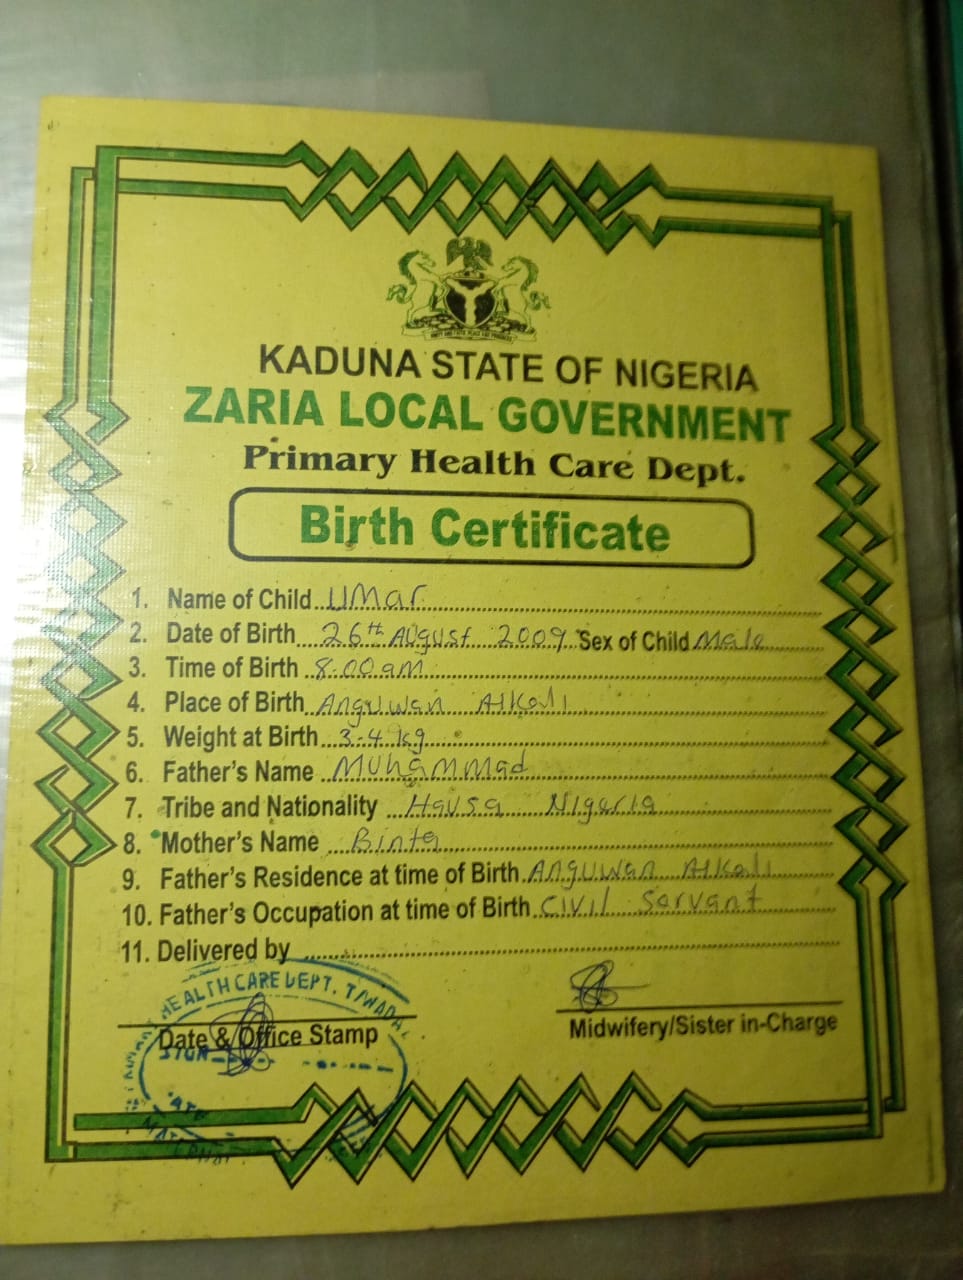 KADUNA STATE OF NIGERIA
ZARIA LOCAL GOVERNMENT
Primary Health Care Dept.
Birth Certificate
1. Name of Child Umar
2. Date of Birth 26th August 2009 Sex of Child Male
3. Time of Birth 8:00am
4. Place of Birth Anguwan Alkali
5. Weight at Birth 3.4 kg
6. Father's Name Muhammad
7. Tribe and Nationality Hausa Nigeria
8. Mother's Name Binta
9. Father's Residence at time of Birth Anguwan Alkali
10. Father's Occupation at time of Birth Civil Servant
11. Delivered by
HEALTH CARE DEPT. T/WADA
Date & Office Stamp
Midwifery/Sister in-Charge
SIGN